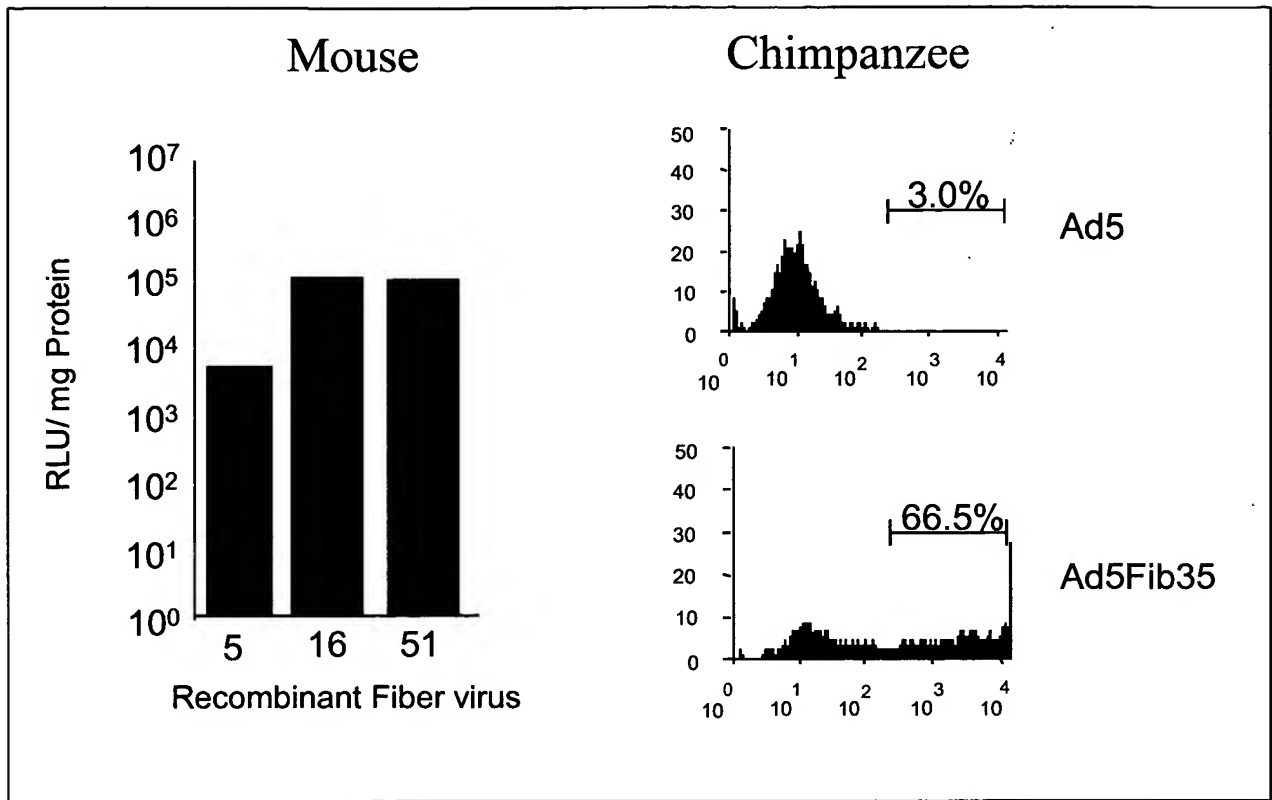 Mouse
10⁷
10⁶
10⁵
10⁴
10³
10²
10¹
10⁰
RLU/mg Protein
5 16 51
Recombinant Fiber virus
Chimpanzee
50
40
30
20
10
0
3.0%
Ad5
10⁰ 10¹ 10² 10³ 10⁴
50
40
30
20
10
0
66.5%
Ad5Fib35
10⁰ 10¹ 10² 10³ 10⁴